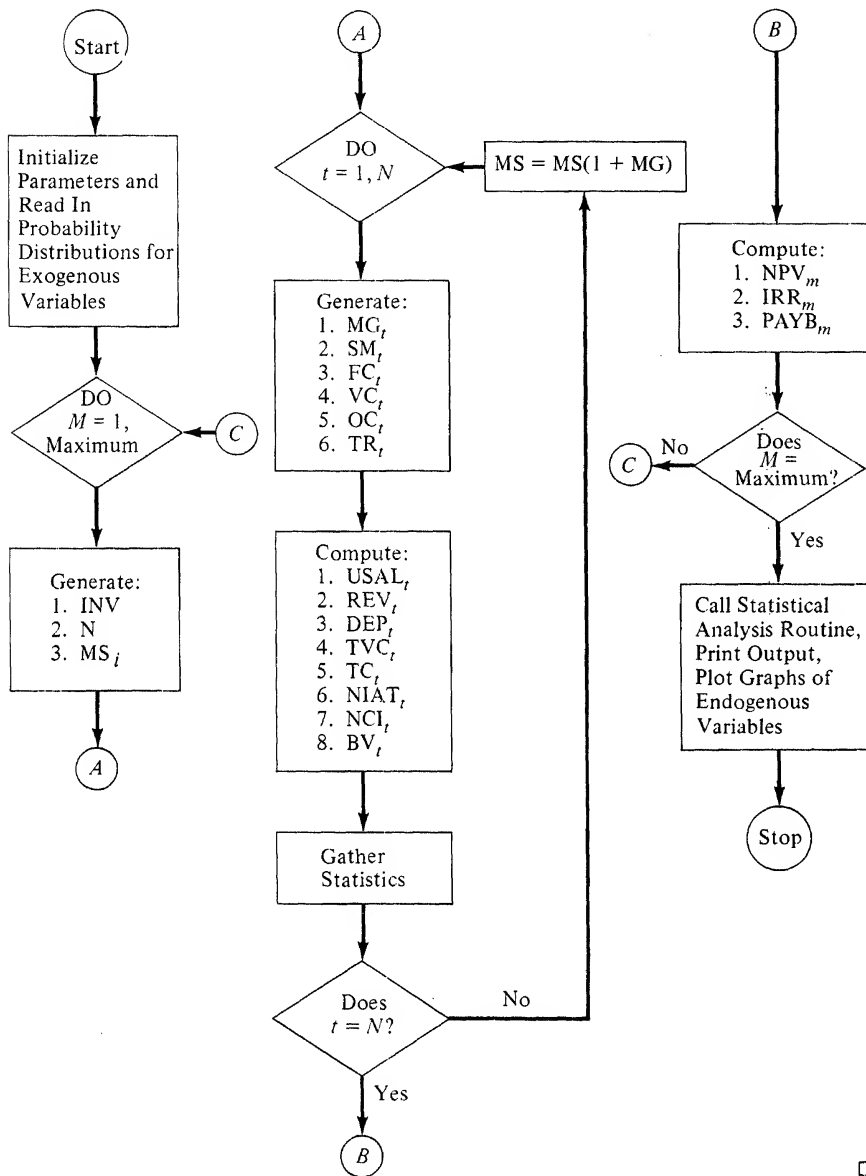 Start
Initialize
Parameters and
Read In
Probability
Distributions for
Exogenous
Variables
DO
M = 1,
Maximum
C
Generate:
1. INV
2. N
3. MS_i
A
A
DO
t = 1, N
MS = MS(1 + MG)
Generate:
1. MG_t
2. SM_t
3. FC_t
4. VC_t
5. OC_t
6. TR_t
Compute:
1. USAL_t
2. REV_t
3. DEP_t
4. TVC_t
5. TC_t
6. NIAT_t
7. NCI_t
8. BV_t
Gather
Statistics
Does
t = N?
No
Yes
B
B
Compute:
1. NPV_m
2. IRR_m
3. PAYB_m
Does
M =
Maximum?
No
C
Yes
Call Statistical
Analysis Routine,
Print Output,
Plot Graphs of
Endogenous
Variables
Stop